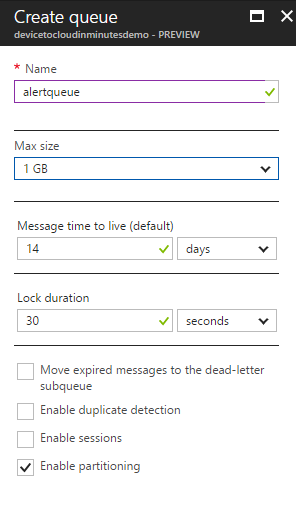 Create queue
devicetocloudinminutesdemo - PREVIEW
* Name
alertqueue
Max size
1 GB
Message time to live (default)
14 days
Lock duration
30 seconds
Move expired messages to the dead-letter
subqueue
Enable duplicate detection
Enable sessions
Enable partitioning